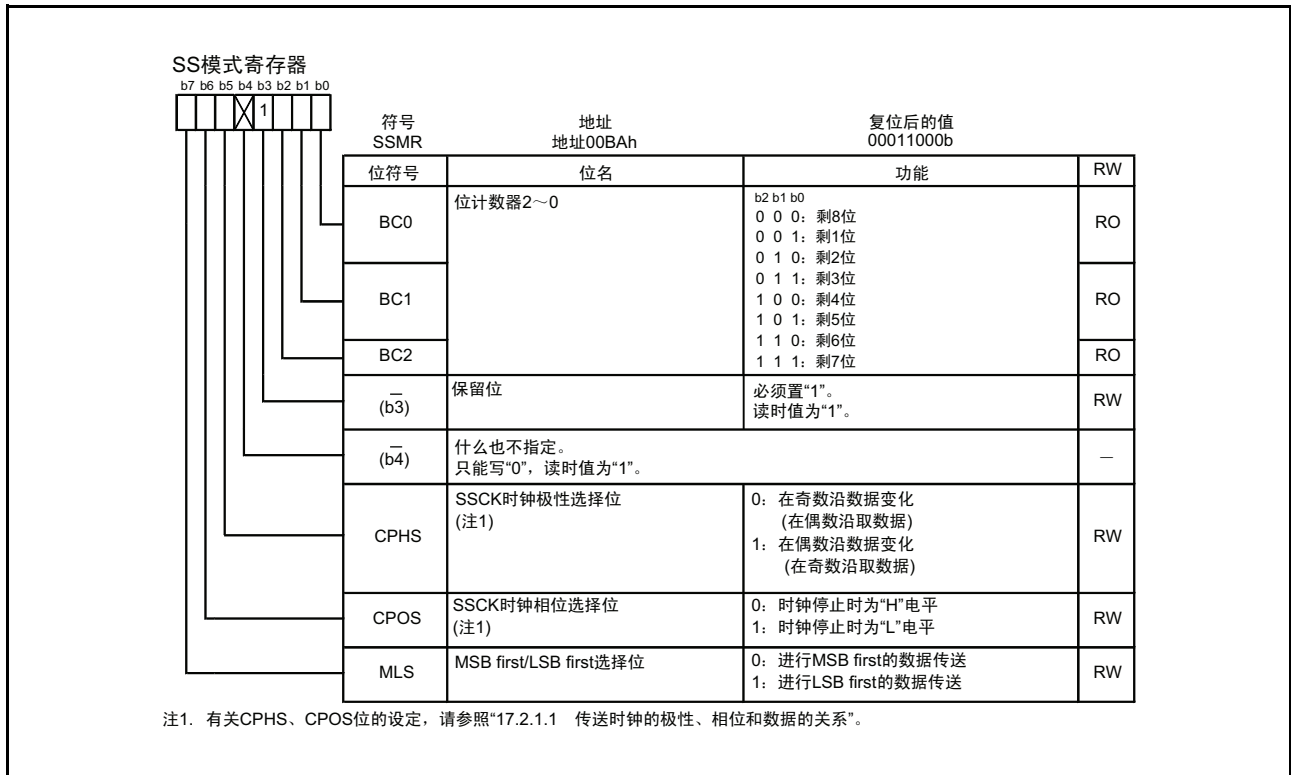 SS模式寄存器
b7 b6 b5 b4 b3 b2 b1 b0
1
符号 地址 复位后的值
SSMR 地址00BAh 00011000b
位符号 位名 功能 RW
BC0 位计数器2～0 b2 b1 b0
0 0 0：剩8位
0 0 1：剩1位
0 1 0：剩2位
RO
BC1 0 1 1：剩3位
1 0 0：剩4位
1 0 1：剩5位
RO
BC2 1 1 0：剩6位
1 1 1：剩7位
RO
—
(b3) 保留位 必须置“1”。
读时值为“1”。
RW
—
(b4) 什么也不指定。
只能写“0”，读时值为“1”。
—
CPHS SSCK时钟极性选择位
(注1)
0：在奇数沿数据变化
(在偶数沿取数据)
1：在偶数沿数据变化
(在奇数沿取数据)
RW
CPOS SSCK时钟相位选择位
(注1)
0：时钟停止时为“H”电平
1：时钟停止时为“L”电平
RW
MLS MSB first/LSB first选择位 0：进行MSB first的数据传送
1：进行LSB first的数据传送
RW
注1. 有关CPHS、CPOS位的设定，请参照“17.2.1.1 传送时钟的极性、相位和数据的关系”。